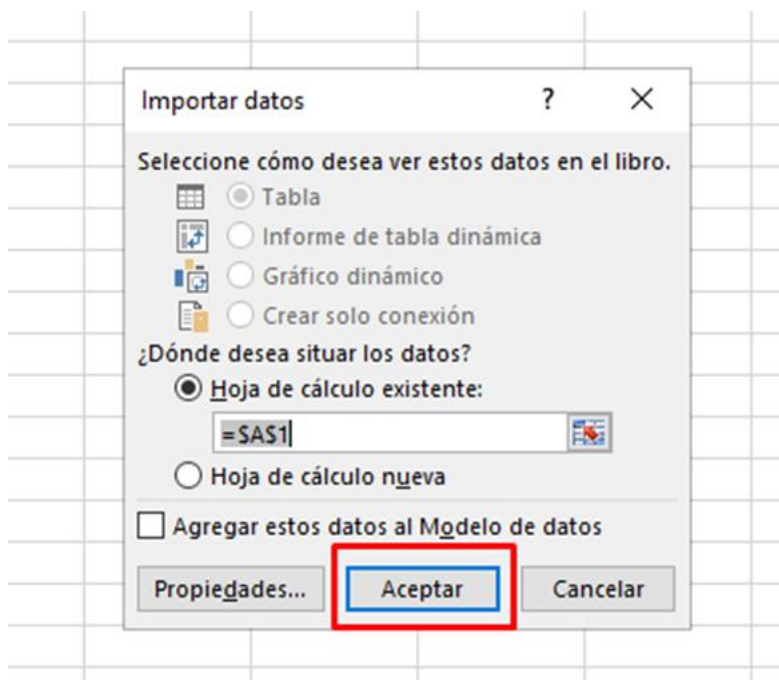 Importar datos ? X
Seleccione cómo desea ver estos datos en el libro.
Tabla
Informe de tabla dinámica
Gráfico dinámico
Crear solo conexión
¿Dónde desea situar los datos?
Hoja de cálculo existente:
=$A$1
Hoja de cálculo nueva
Agregar estos datos al Modelo de datos
Propiedades... Aceptar Cancelar